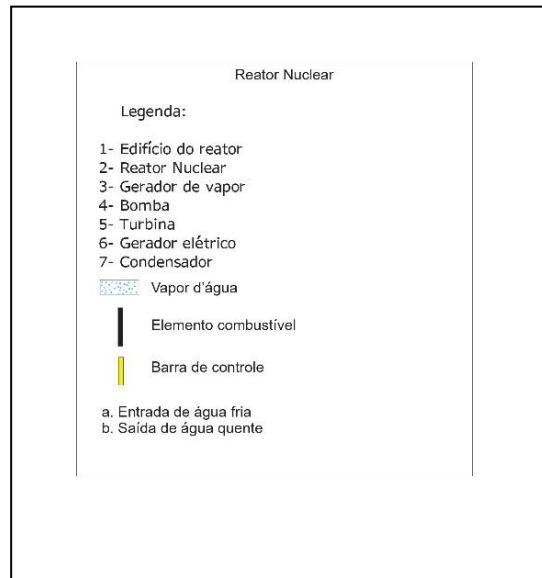 Reator Nuclear
Legenda:
1- Edifício do reator
2- Reator Nuclear
3- Gerador de vapor
4- Bomba
5- Turbina
6- Gerador elétrico
7- Condensador
Vapor d'água
Elemento combustível
Barra de controle
a. Entrada de água fria
b. Saída de água quente